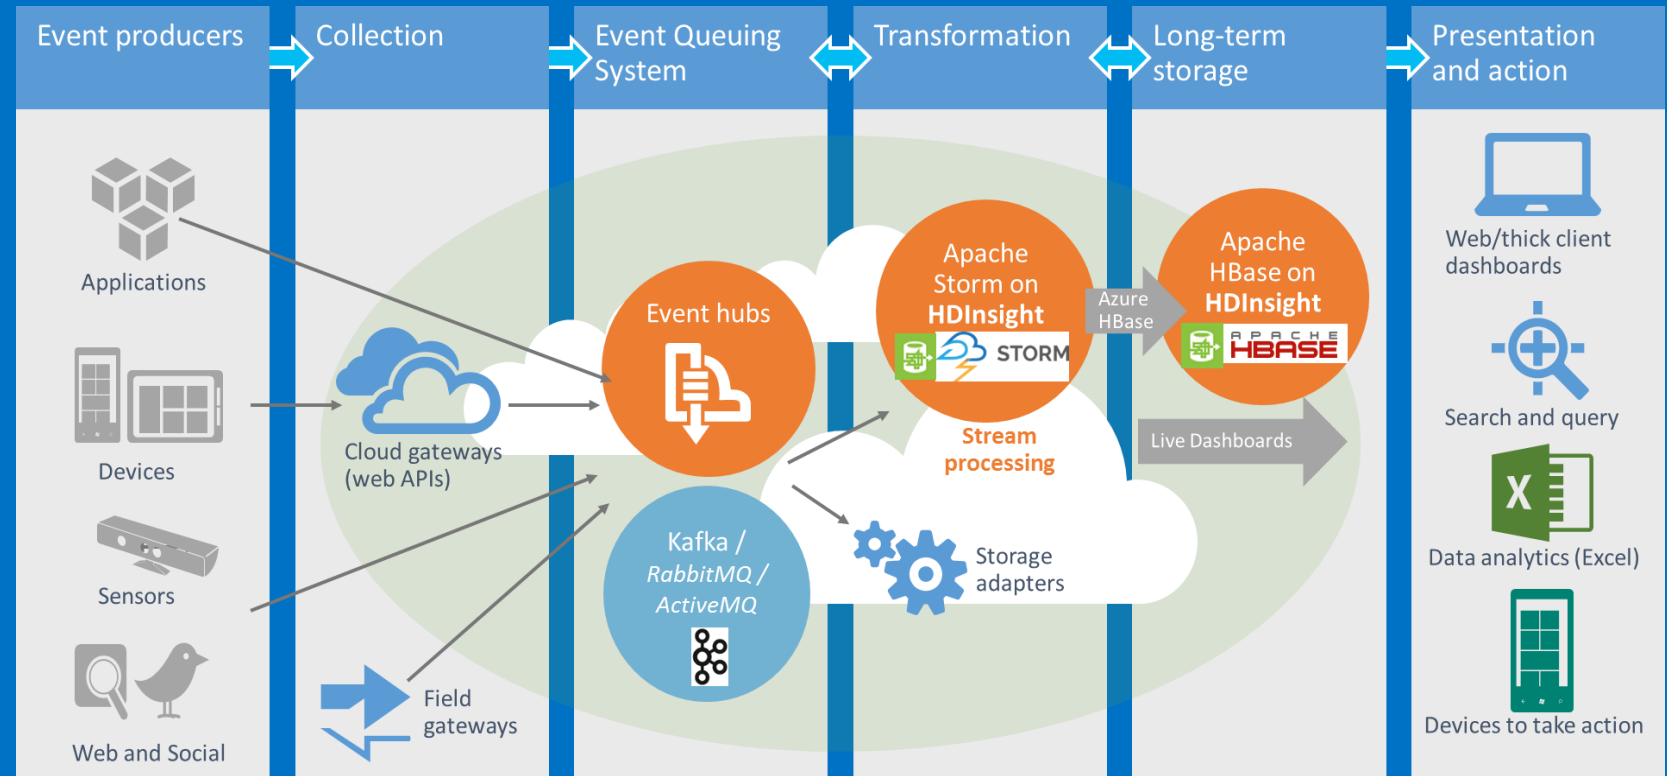 Event producers
Collection
Event Queuing
System
Transformation
Long-term
storage
Presentation
and action
Applications
Devices
Sensors
Web and Social
Cloud gateways
(web APIs)
Field
gateways
Event hubs
Kafka /
RabbitMQ /
ActiveMQ
Apache
Storm on
HDInsight
STORM
Stream
processing
Storage
adapters
Azure
HBase
Apache
HBase on
HDInsight
APACHE
HBASE
Live Dashboards
Web/thick client
dashboards
Search and query
X
Data analytics (Excel)
Devices to take action